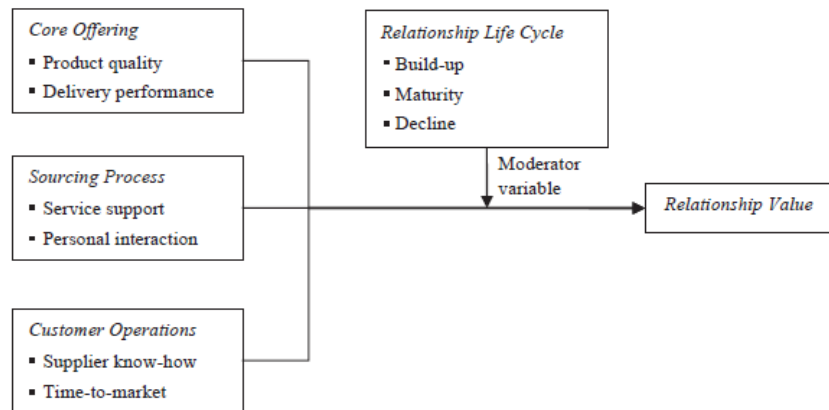 Core Offering
▪ Product quality
▪ Delivery performance
Relationship Life Cycle
▪ Build-up
▪ Maturity
▪ Decline
Moderator
variable
Sourcing Process
▪ Service support
▪ Personal interaction
Relationship Value
Customer Operations
▪ Supplier know-how
▪ Time-to-market